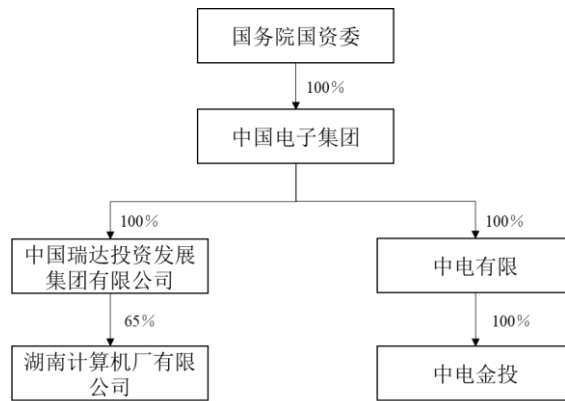 国务院国资委
100%
中国电子集团
100%
100%
中国瑞达投资发展
集团有限公司
中电有限
65%
100%
湖南计算机厂有限
公司
中电金投